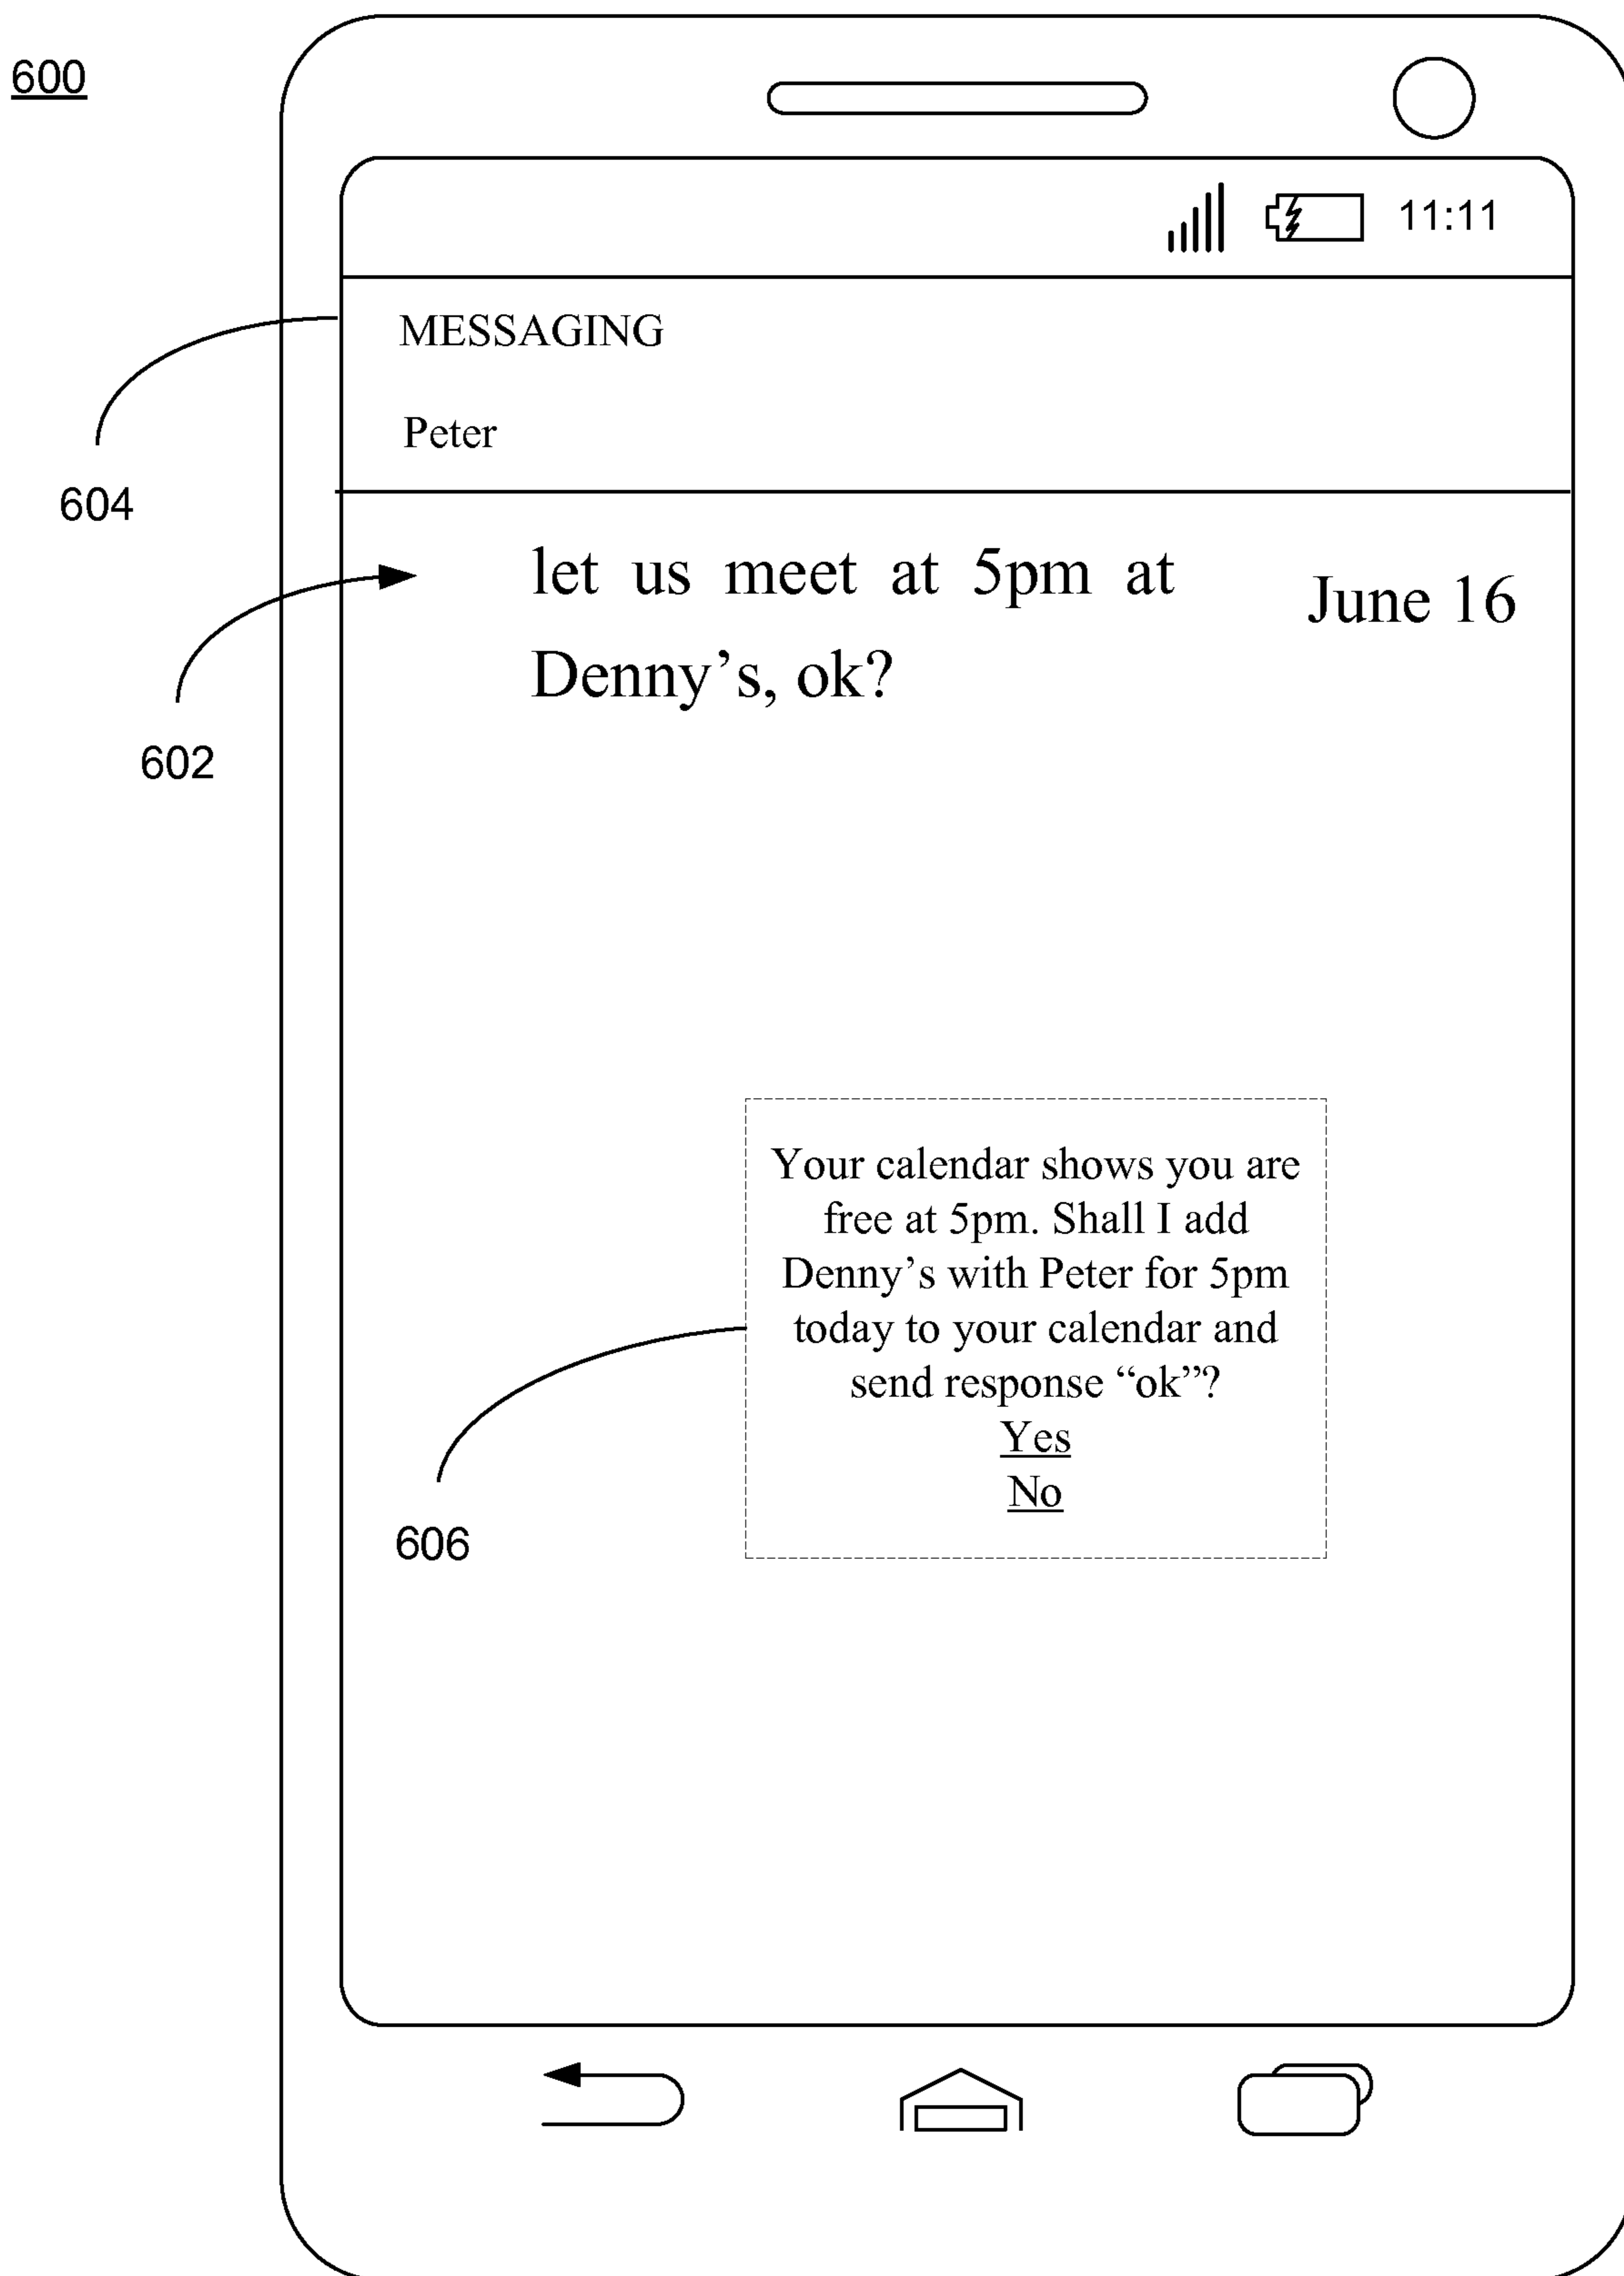 600
11:11
MESSAGING
Peter
604
let us meet at 5pm at
June 16
Denny’s, ok?
602
Your calendar shows you are
free at 5pm. Shall I add
Denny’s with Peter for 5pm
today to your calendar and
send response “ok”?
Yes
No
606